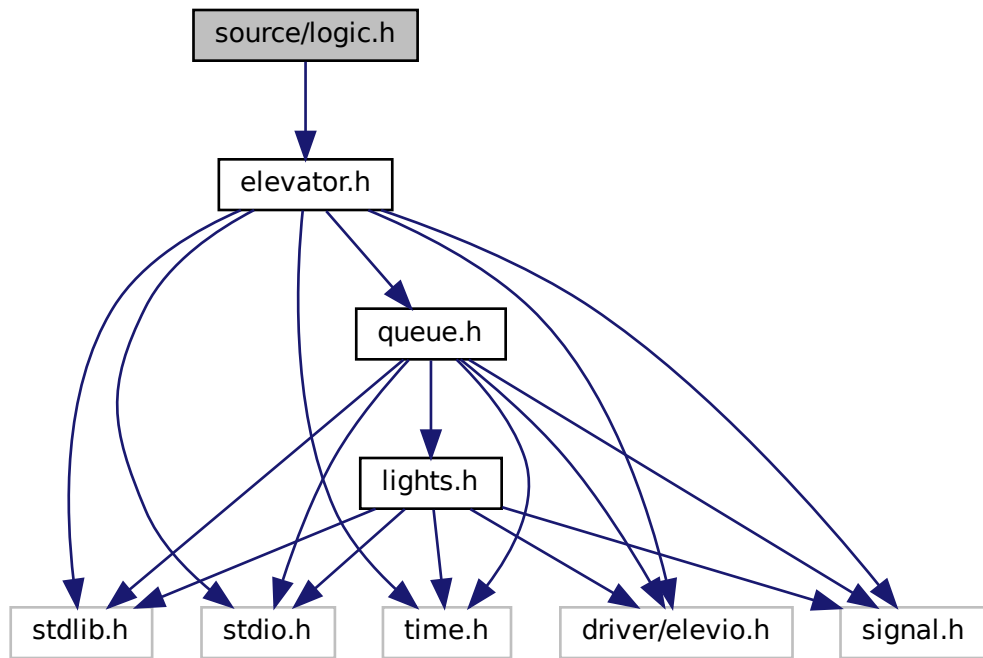 source/logic.h
elevator.h
queue.h
lights.h
stdlib.h
stdio.h
time.h
driver/elevio.h
signal.h